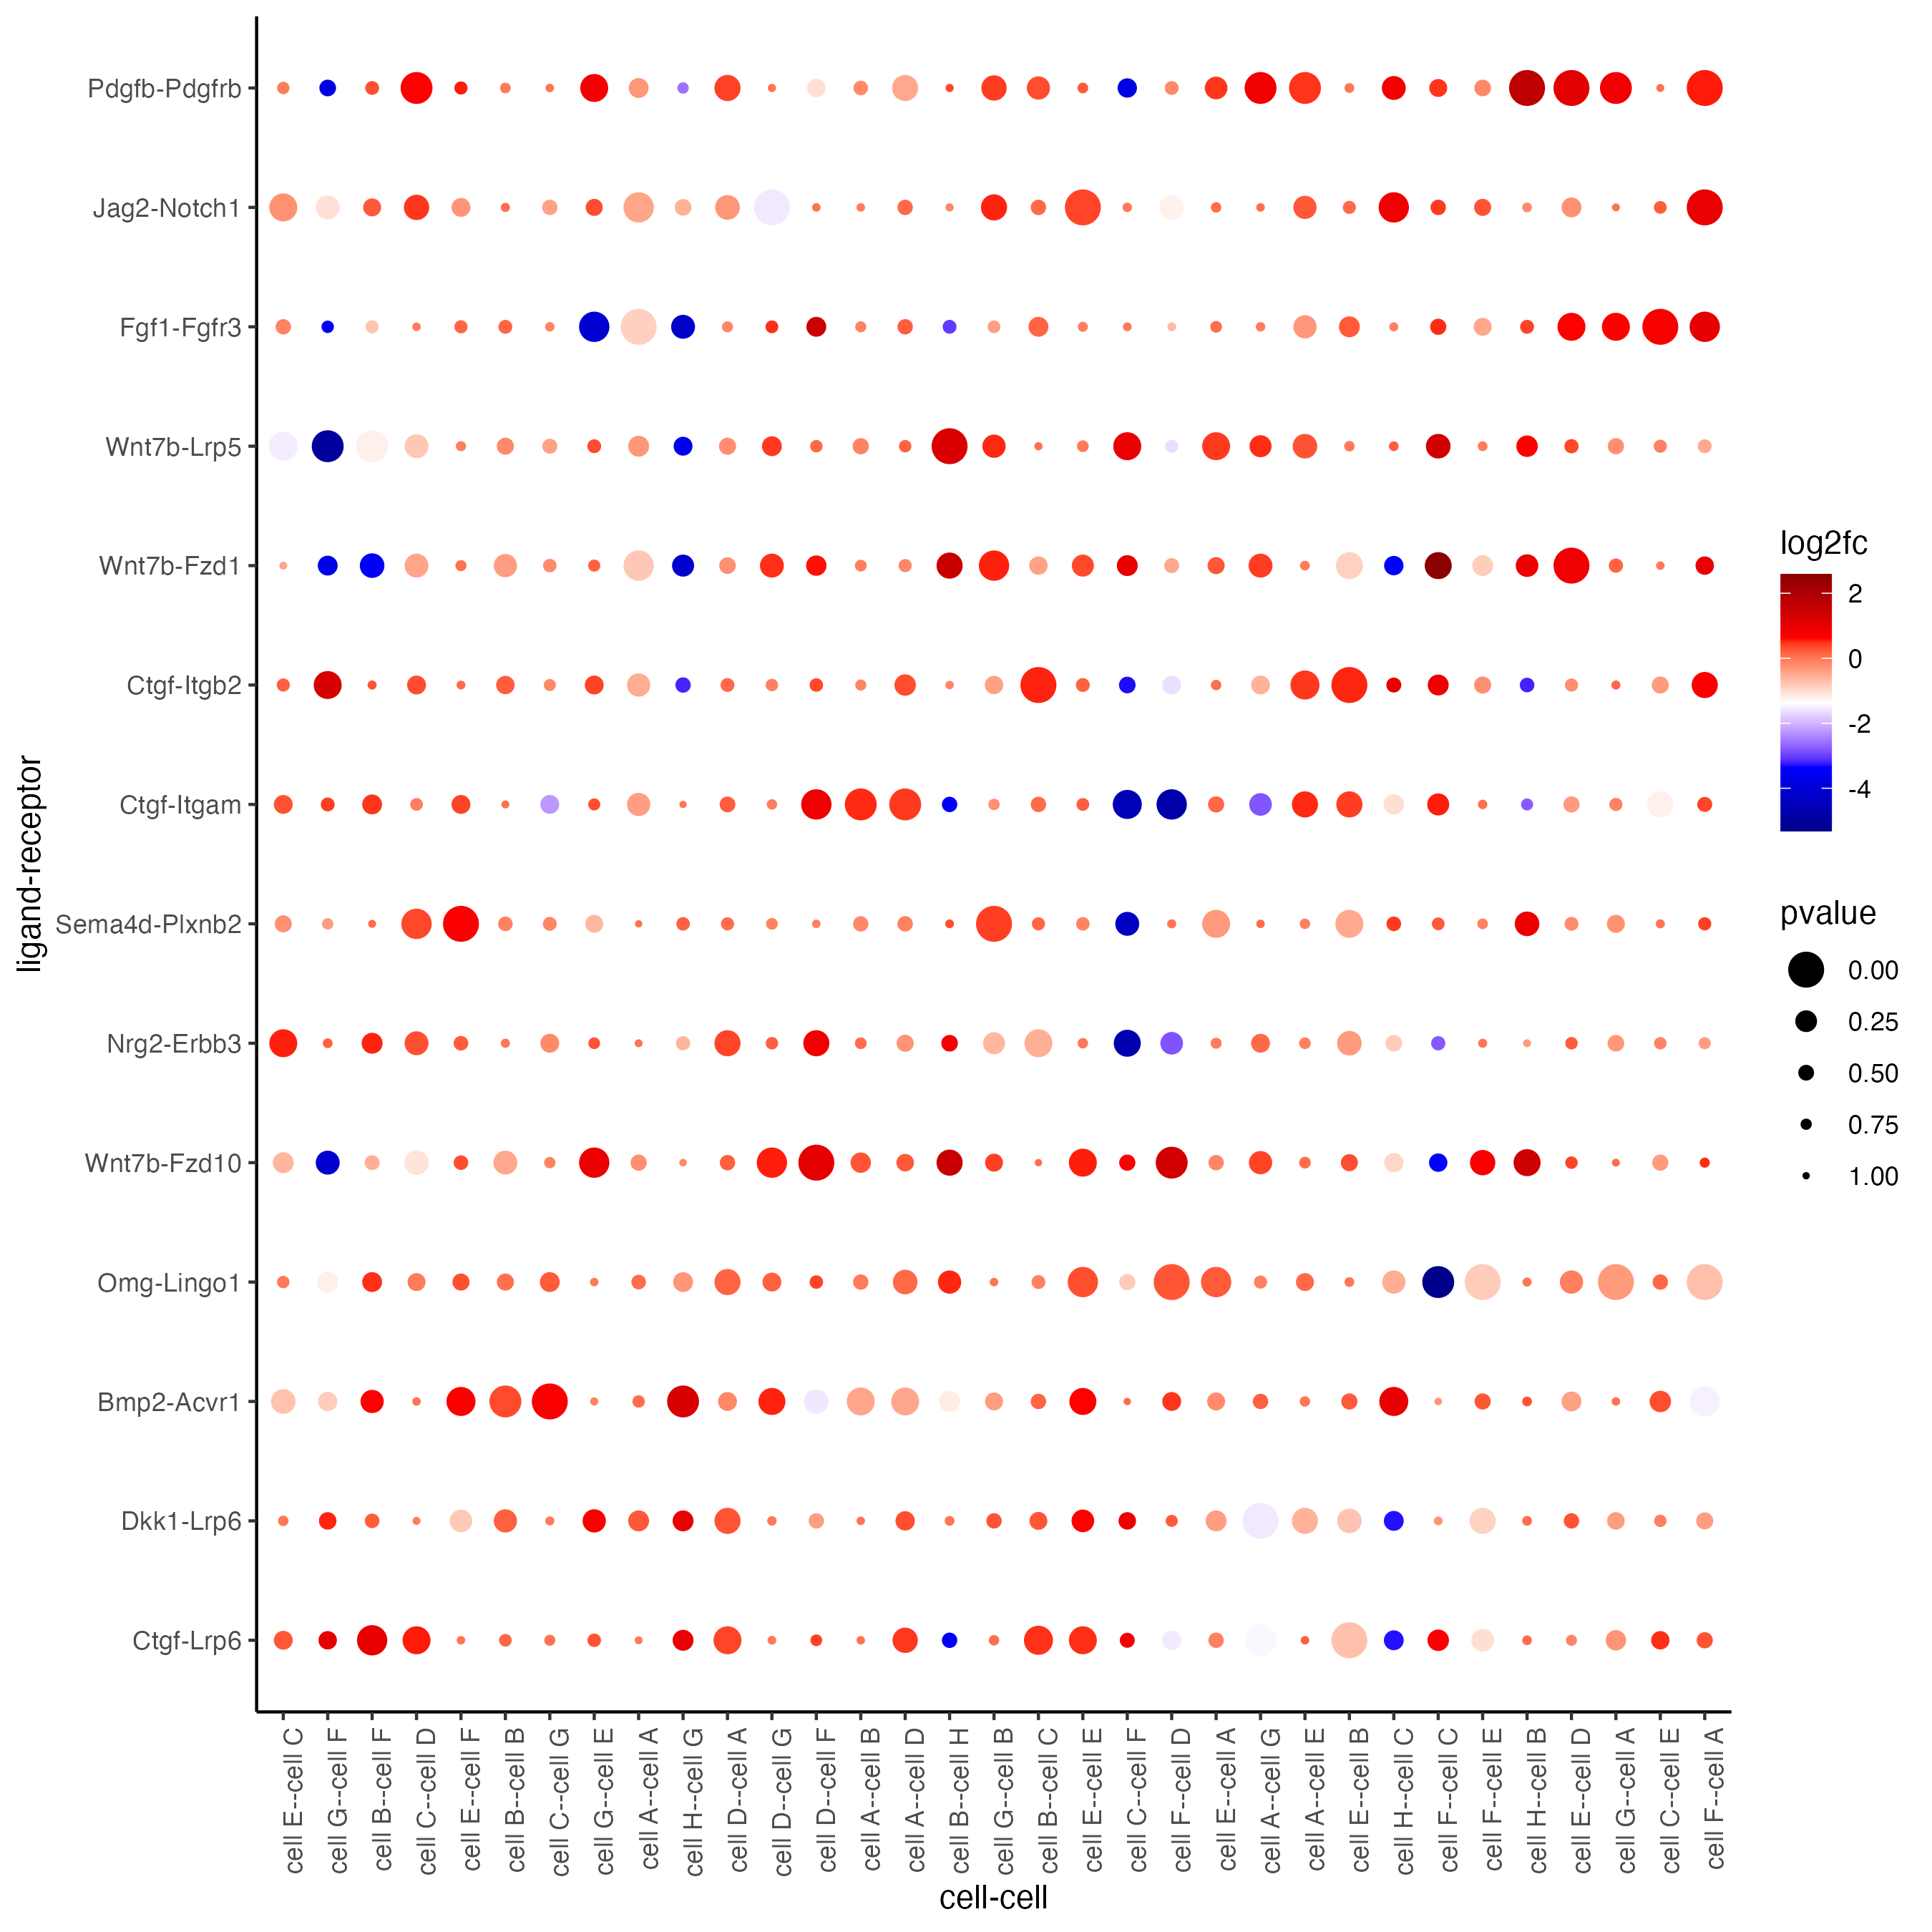 Pdgfb-Pdgfrb
Jag2-Notch1
Fgf1-Fgfr3
Wnt7b-Lrp5
Wnt7b-Fzd1
Ctgf-Itgb2
Ctgf-Itgam
Sema4d-Plxnb2
Nrg2-Erbb3
Wnt7b-Fzd10
Omg-Lingo1
Bmp2-Acvr1
Dkk1-Lrp6
Ctgf-Lrp6
ligand-receptor
cell E--cell C
cell G--cell F
cell B--cell F
cell C--cell D
cell E--cell F
cell B--cell B
cell C--cell G
cell G--cell E
cell A--cell A
cell H--cell G
cell D--cell A
cell D--cell G
cell D--cell F
cell A--cell B
cell A--cell D
cell B--cell H
cell G--cell B
cell B--cell C
cell E--cell E
cell C--cell F
cell F--cell D
cell E--cell A
cell A--cell G
cell A--cell E
cell E--cell B
cell H--cell C
cell F--cell C
cell F--cell E
cell H--cell B
cell E--cell D
cell G--cell A
cell C--cell E
cell F--cell A
cell-cell
log2fc
2
0
-2
-4
pvalue
0.00
0.25
0.50
0.75
1.00